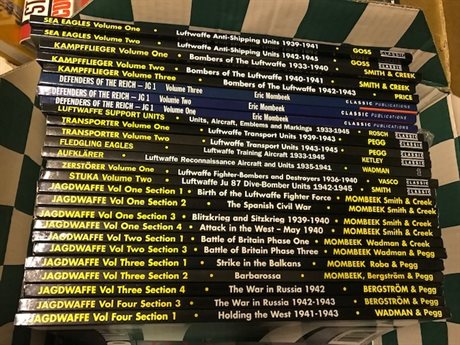 SEA EAGLES Volume One • Luftwaffe Anti-Shipping Units 1939-1941 GOSS CLASSIC
SEA EAGLES Volume Two • Luftwaffe Anti-Shipping Units 1942-1945 GOSS CLASSIC
KAMPFFLIEGER Volume One • Bombers of The Luftwaffe 1933-1940 SMITH & CREEK
KAMPFFLIEGER Volume Two • Bombers of The Luftwaffe 1940-1941 SMITH & CREEK
KAMPFFLIEGER Volume Three • Bombers of The Luftwaffe 1942-1943 PRICE
DEFENDERS OF THE REICH – JG 1 Volume Three Eric Mombeek CLASSIC PUBLICATIONS
DEFENDERS OF THE REICH – JG 1 Volume Two Eric Mombeek CLASSIC PUBLICATIONS
DEFENDERS OF THE REICH – JG 1 Volume One Eric Mombeek CLASSIC PUBLICATIONS
LUFTWAFFE SUPPORT UNITS Units, Aircraft, Emblems and Markings 1933-1945 ROSCH
TRANSPORTER Volume One • Luftwaffe Transport Units 1939-1943 • PEGG CLASSIC
TRANSPORTER Volume Two • Luftwaffe Transport Units 1943-1945 • PEGG CLASSIC
FLEDGLING EAGLES • Luftwaffe Training Aircraft 1933-1945 KETLEY CLASSIC
AUFKLÄRER • Luftwaffe Reconnaissance Aircraft and Units 1935-1941 WADMAN
ZERSTÖRER Volume One • Luftwaffe Fighter-Bombers and Destroyers 1936-1940 VASCO CLASSIC
STUKA Volume Two • Luftwaffe Ju 87 Dive-Bomber Units 1942-1945 SMITH CLASSIC
JAGDWAFFE Vol One Section 1 • Birth of the Luftwaffe Fighter Force • MOMBEEK Smith & Creek
JAGDWAFFE Vol One Section 2 • The Spanish Civil War • MOMBEEK Smith & Creek
JAGDWAFFE Vol One Section 3 • Blitzkrieg and Sitzkrieg 1939-1940 • MOMBEEK Smith & Creek
JAGDWAFFE Vol One Section 4 • Attack in the West – May 1940 • MOMBEEK Smith & Creek
JAGDWAFFE Vol Two Section 1 • Battle of Britain Phase One • MOMBEEK Wadman & Creek
JAGDWAFFE Vol Two Section 3 • Battle of Britain Phase Three • MOMBEEK Wadman & Pegg
JAGDWAFFE Vol Three Section 1 • Strike in the Balkans • MOMBEEK Roba & Pegg
JAGDWAFFE Vol Three Section 2 • Barbarossa • MOMBEEK, Bergström & Pegg
JAGDWAFFE Vol Three Section 4 • The War in Russia 1942 • BERGSTRÖM & Pegg
JAGDWAFFE Vol Four Section 3 • The War in Russia 1942-1943 • BERGSTRÖM & Pegg
JAGDWAFFE Vol Four Section 1 • Holding the West 1941-1943 • WADMAN & Pegg